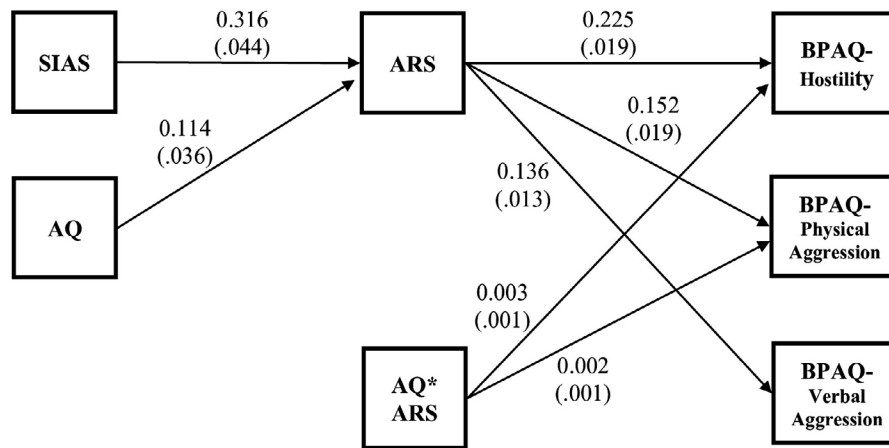 0.316
(.044)
0.225
(.019)
SIAS
ARS
BPAQ-
Hostility
0.152
(.019)
0.114
(.036)
0.136
(.013)
AQ
BPAQ-
Physical
Aggression
0.003
(.001)
0.002
(.001)
AQ*
ARS
BPAQ-
Verbal
Aggression